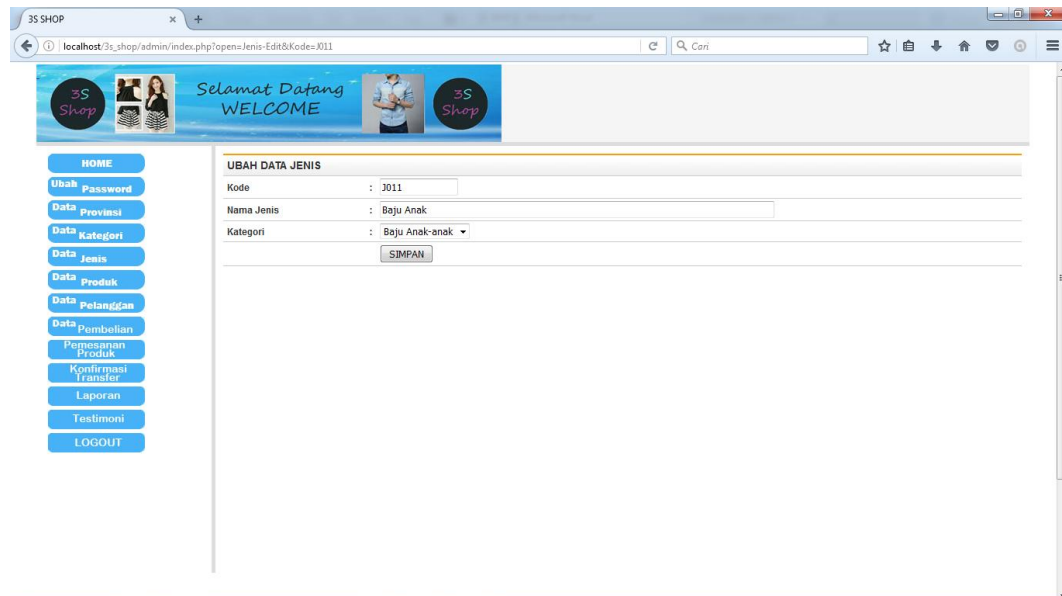 3S SHOP
localhost/3s_shop/admin/index.php?open=Jenis-Edit&Kode=J011
Cari
3S
Shop
Selamat Datang
WELCOME
3S
Shop
HOME
Ubah Password
Data Provinsi
Data Kategori
Data Jenis
Data Produk
Data Pelanggan
Data Pembelian
Pemesanan
Produk
Konfirmasi
Transfer
Laporan
Testimoni
LOGOUT
UBAH DATA JENIS
Kode : J011
Nama Jenis : Baju Anak
Kategori : Baju Anak-anak
SIMPAN